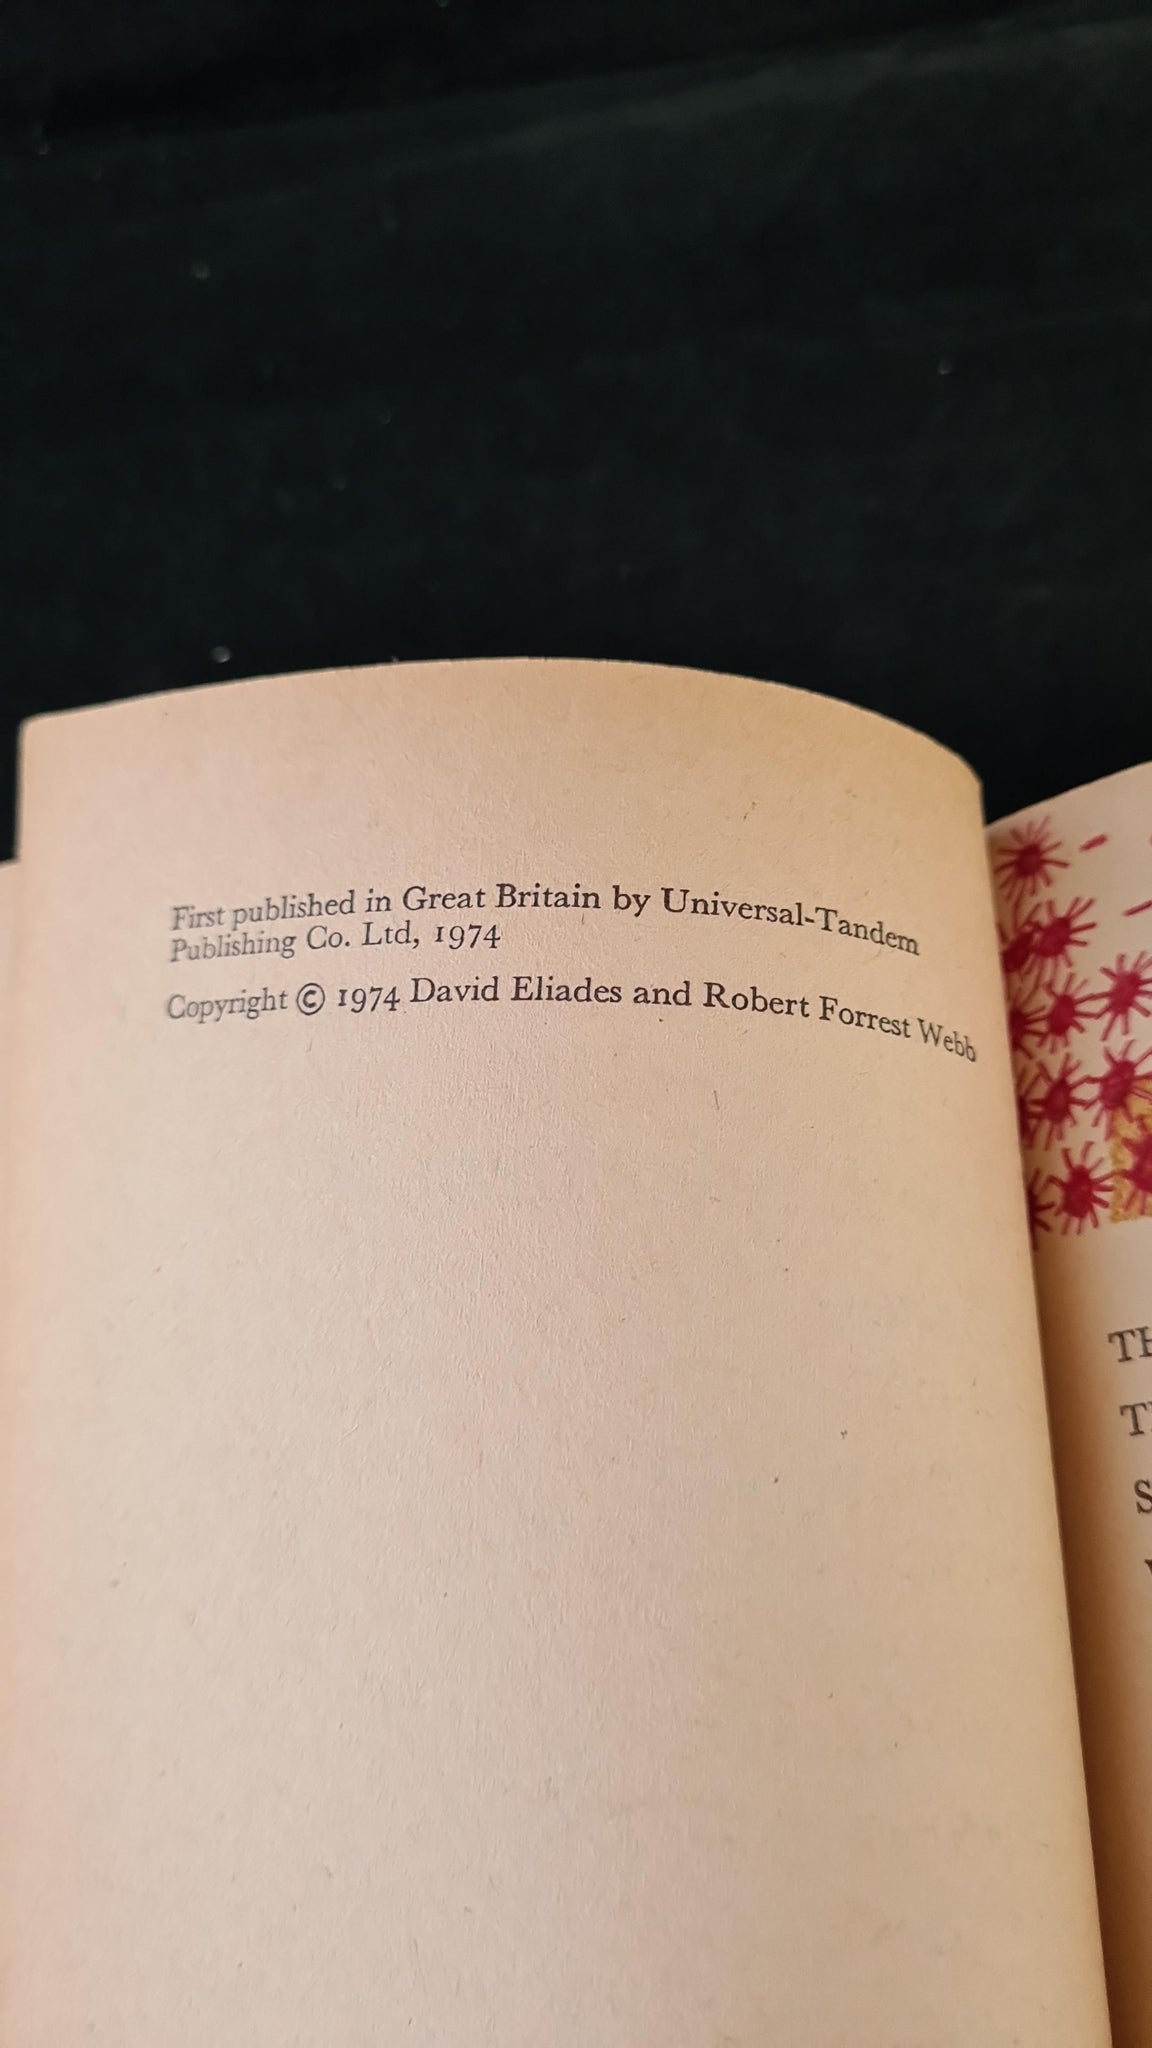 First published in Great Britain by Universal-Tandem
Publishing Co. Ltd, 1974
Copyright © 1974 David Eliades and Robert Forrest Webb